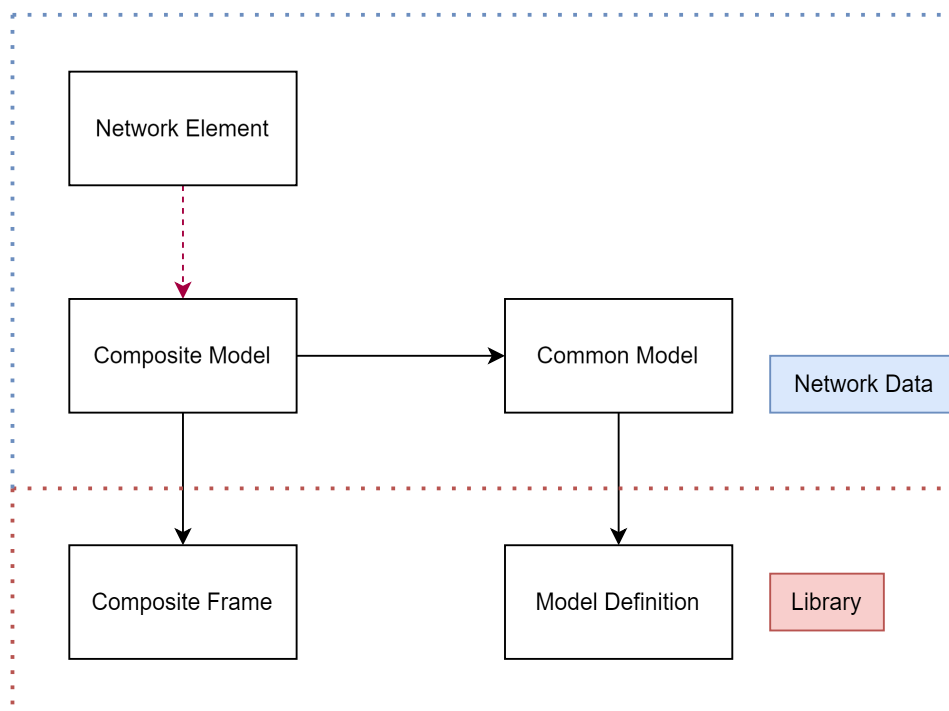 Network Element
Composite Model
Common Model
Network Data
Composite Frame
Model Definition
Library